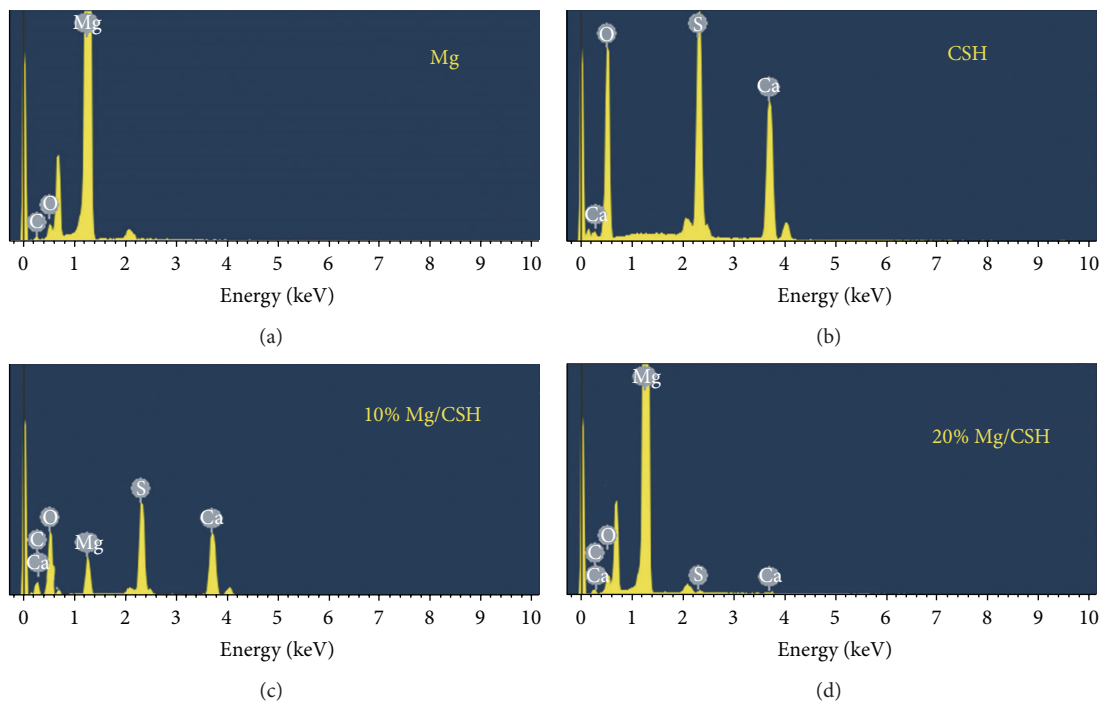 Mg
Mg
O
C
0 1 2 3 4 5 6 7 8 9 10
Energy (keV)
(a)
S
O
CSH
Ca
Ca
0 1 2 3 4 5 6 7 8 9 10
Energy (keV)
(b)
10% Mg/CSH
S
O
Ca
C
Mg
Ca
0 1 2 3 4 5 6 7 8 9 10
Energy (keV)
(c)
Mg
20% Mg/CSH
O
C
Ca
S
Ca
0 1 2 3 4 5 6 7 8 9 10
Energy (keV)
(d)